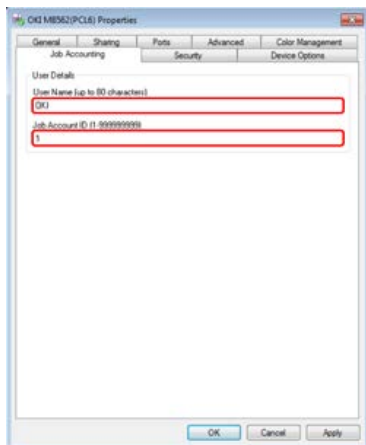 OKI MB562(PCL6) Properties
General Sharing Ports Advanced Color Management
Job Accounting Security Device Options
User Details
User Name (up to 80 characters)
OKI
Job Account ID (1-999999999)
1
OK Cancel Apply